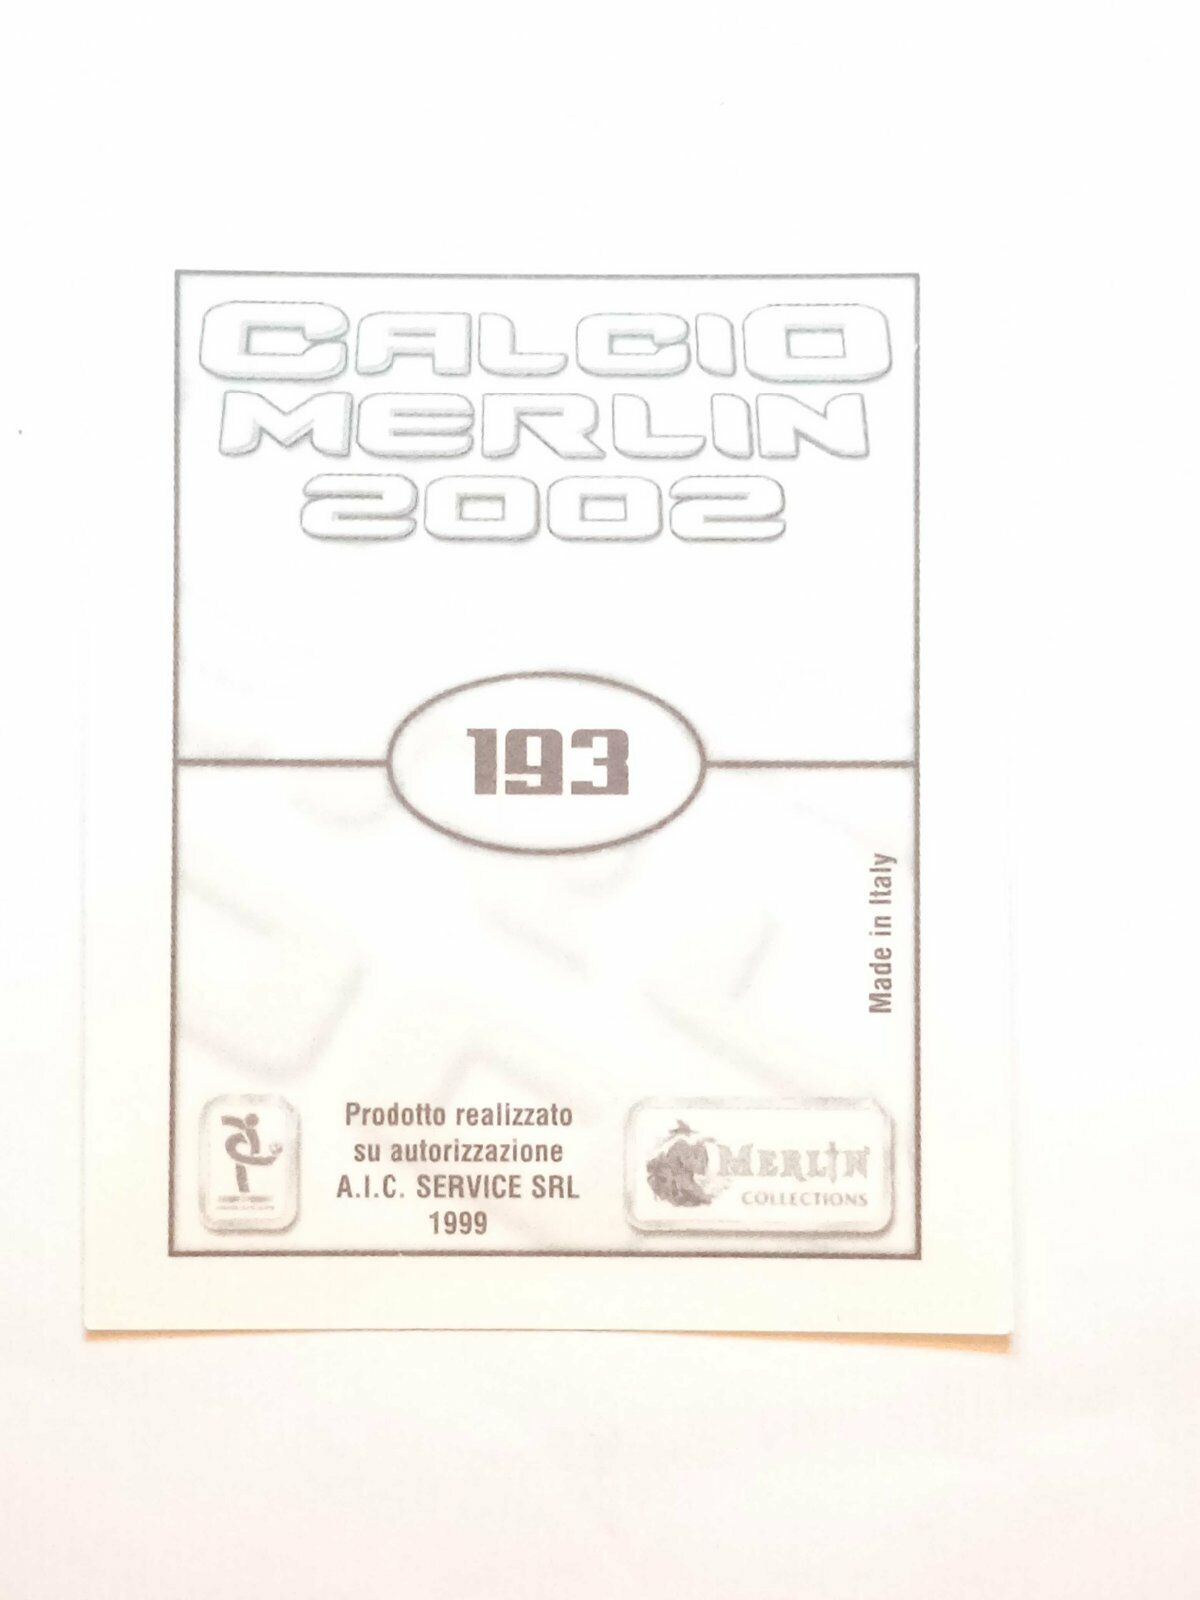 CALCIO
MERLIN
2002
193
Made in Italy
Prodotto realizzato
su autorizzazione
A.I.C. SERVICE SRL
1999
MERLIN
COLLECTIONS